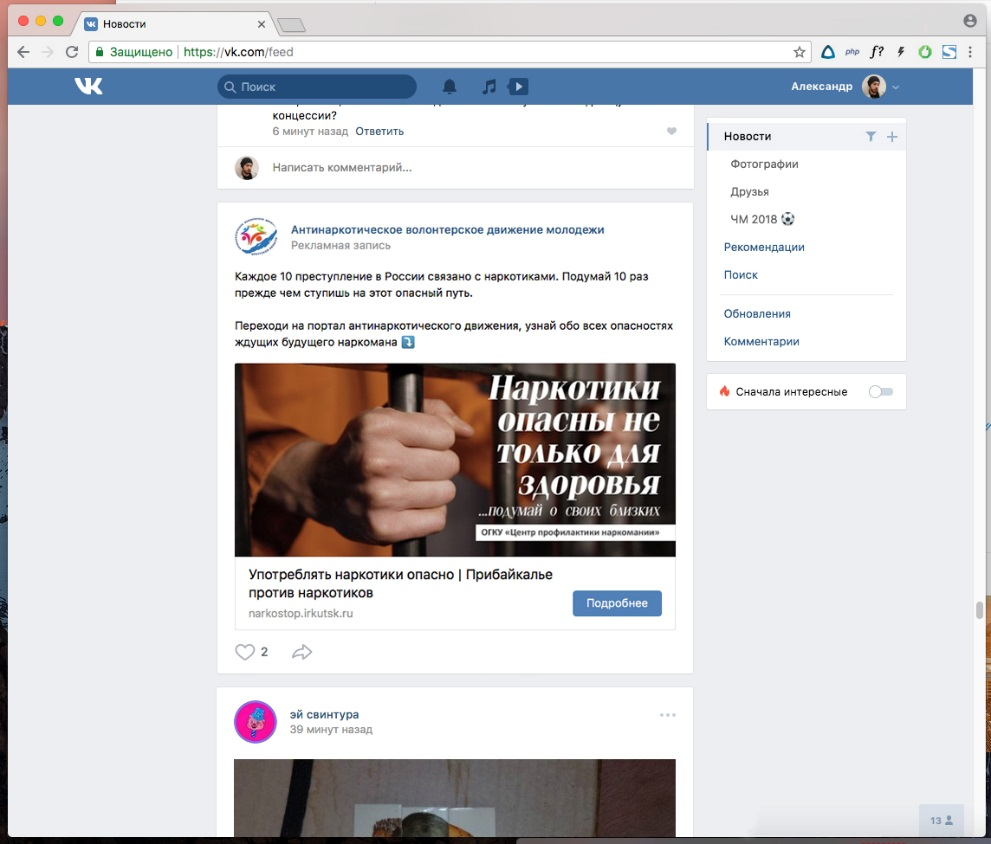 Новости
Защищено
https://vk.com/feed
php
f?
Поиск
Александр
концессии?
6 минут назад Ответить
Написать комментарий...
Антинаркотическое волонтерское движение молодежи
Рекламная запись
Каждое 10 преступление в России связано с наркотиками. Подумай 10 раз
прежде чем ступишь на этот опасный путь.
Переходи на портал антинаркотического движения, узнай обо всех опасностях
ждущих будущего наркомана
Наркотики
опасны не
только для
здоровья
...подумай о своих близких
ОГКУ «Центр профилактики наркомании»
Употреблять наркотики опасно | Прибайкалье
против наркотиков
narkostop.irkutsk.ru
Подробнее
2
эй свинтура
39 минут назад
Новости
Фотографии
Друзья
ЧМ 2018
Рекомендации
Поиск
Обновления
Комментарии
Сначала интересные
13